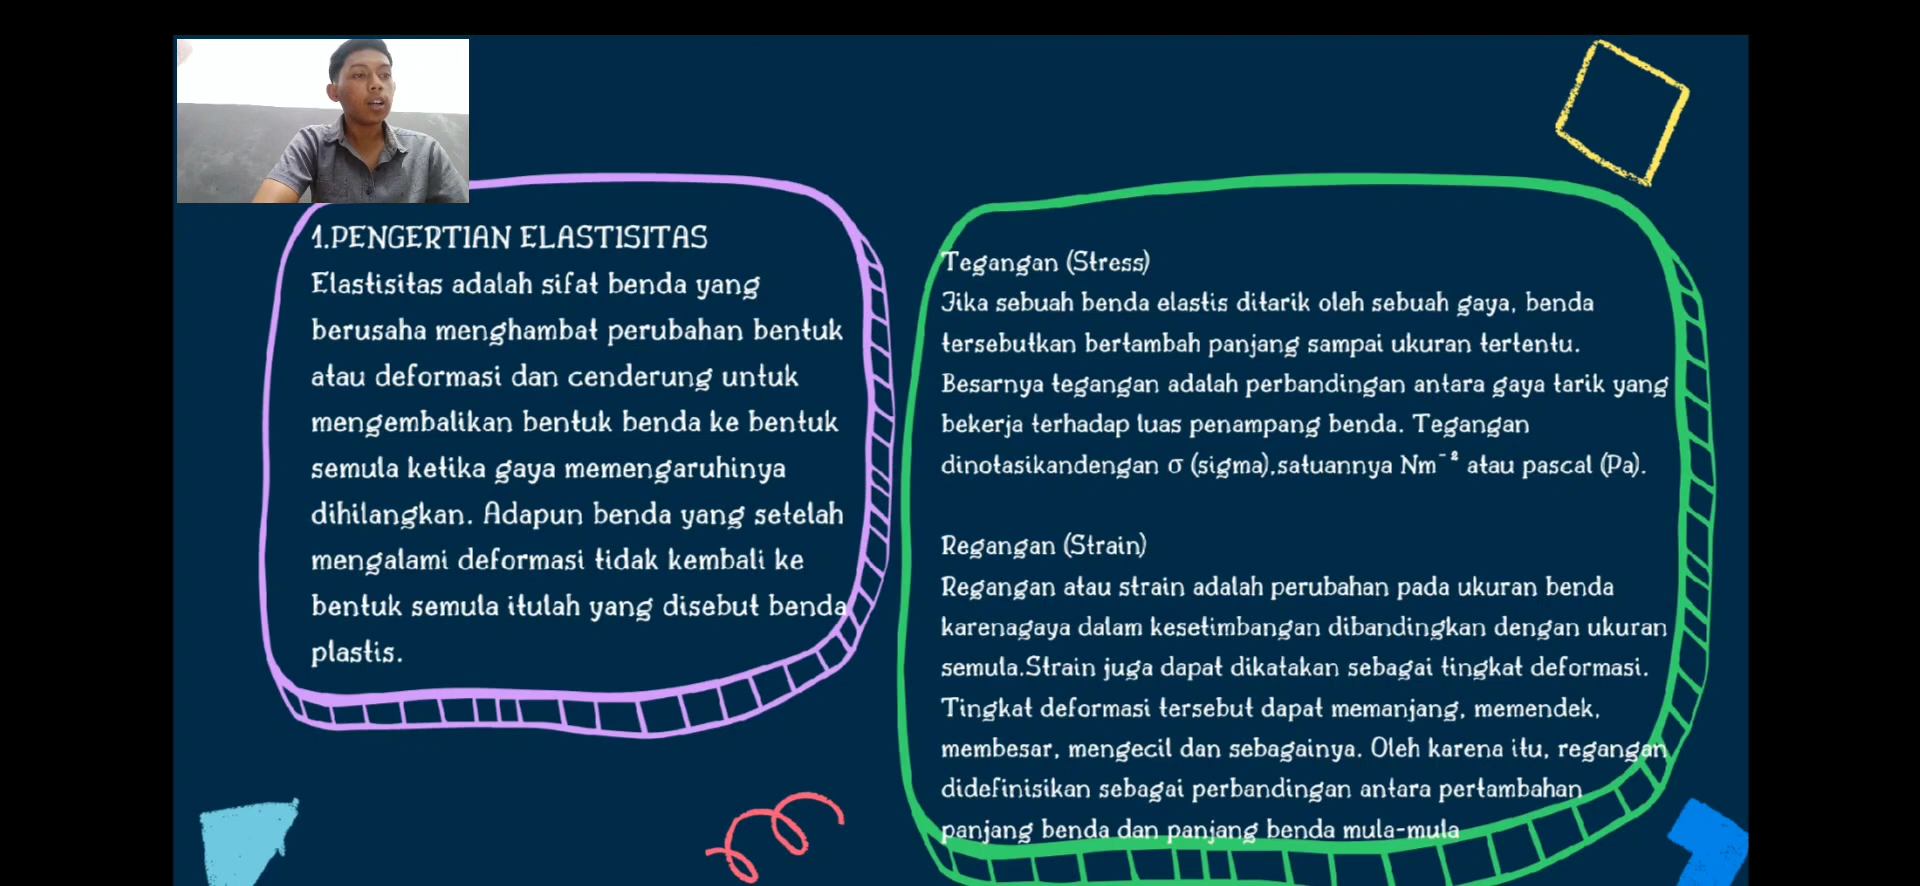 1.PENGERTIAN ELASTISITAS
Elastisitas adalah sifat benda yang
berusaha menghambat perubahan bentuk
atau deformasi dan cenderung untuk
mengembalikan bentuk benda ke bentuk
semula ketika gaya memengaruhinya
dihilangkan. Adapun benda yang setelah
mengalami deformasi tidak kembali ke
bentuk semula itulah yang disebut benda
plastis.
Tegangan (Stress)
Jika sebuah benda elastis ditarik oleh sebuah gaya, benda
tersebutkan bertambah panjang sampai ukuran tertentu.
Besarnya tegangan adalah perbandingan antara gaya tarik yang
bekerja terhadap luas penampang benda. Tegangan
dinotasikandengan σ (sigma),satuannya Nm⁻² atau pascal (Pa).
Regangan (Strain)
Regangan atau strain adalah perubahan pada ukuran benda
karenagaya dalam kesetimbangan dibandingkan dengan ukuran
semula.Strain juga dapat dikatakan sebagai tingkat deformasi.
Tingkat deformasi tersebut dapat memanjang, memendek,
membesar, mengecil dan sebagainya. Oleh karena itu, regangan
didefinisikan sebagai perbandingan antara pertambahan
panjang benda dan panjang benda mula-mula